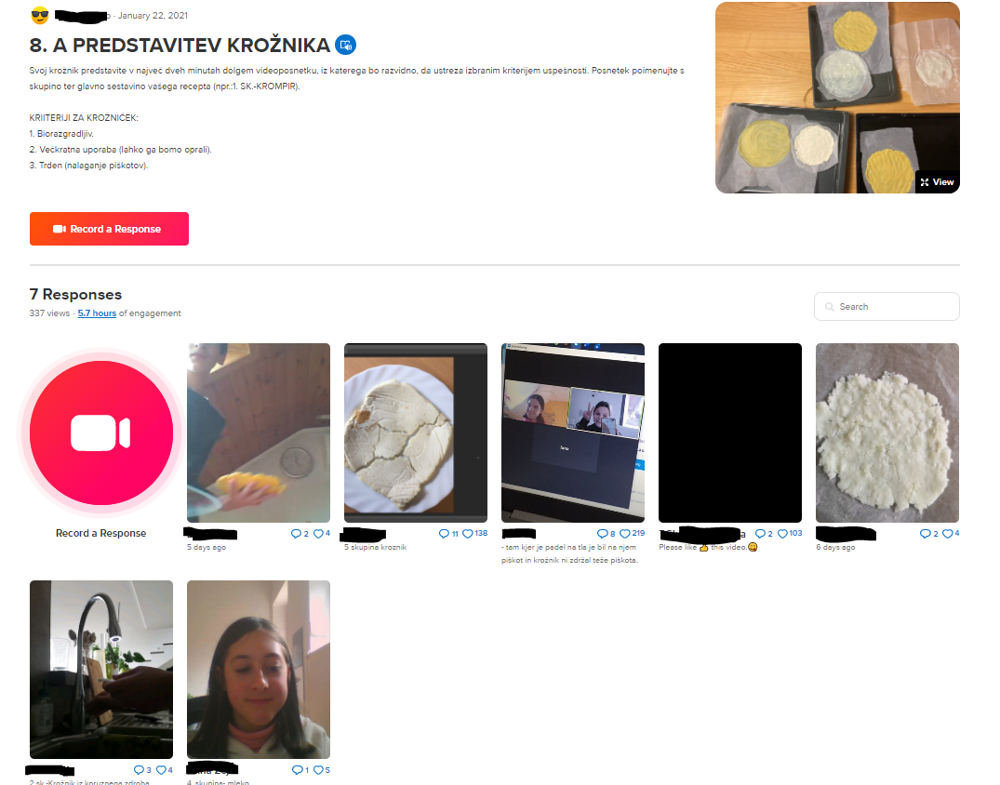 · January 22, 2021
8. A PREDSTAVITEV KROŽNIKA
Svoj krožnik predstavite v največ dveh minutah dolgem videoposnetku, iz katerega bo razvidno, da ustreza izbranim kriterijem uspešnosti. Posnetek poimenujte s
skupino ter glavno sestavino vašega recepta (npr.:1. SK.-KROMPIR).
KRIITERIJI ZA KROŽNIČEK:
1. Biorazgradljiv.
2. Večkratna uporaba (lahko ga bomo oprali).
3. Trden (nalaganje piškotov).
View
Record a Response
7 Responses
337 views · 5.7 hours of engagement
Search
Record a Response
2 4
5 days ago
11 138
5 skupina kroznik
8 219
- tam kjer je padel na tla je bil na njem
piškot in krožnik ni zdržal teže piškota.
2 103
Please like 👍 this video.😋
2 4
6 days ago
3 4
2.sk.-Krožnik iz koruznega zdroba
1 5
4. skupina- mleko